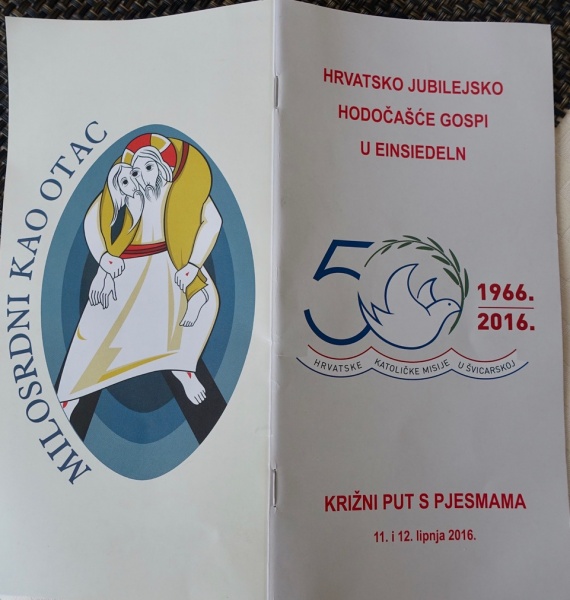 MILOSRDNI KAO OTAC
HRVATSKO JUBILEJSKO
HODOČAŠĆE GOSPI
U EINSIEDELN
50
1966.
2016.
HRVATSKE KATOLIČKE MISIJE U ŠVICARSKOJ
KRIŽNI PUT S PJESMAMA
11. i 12. lipnja 2016.